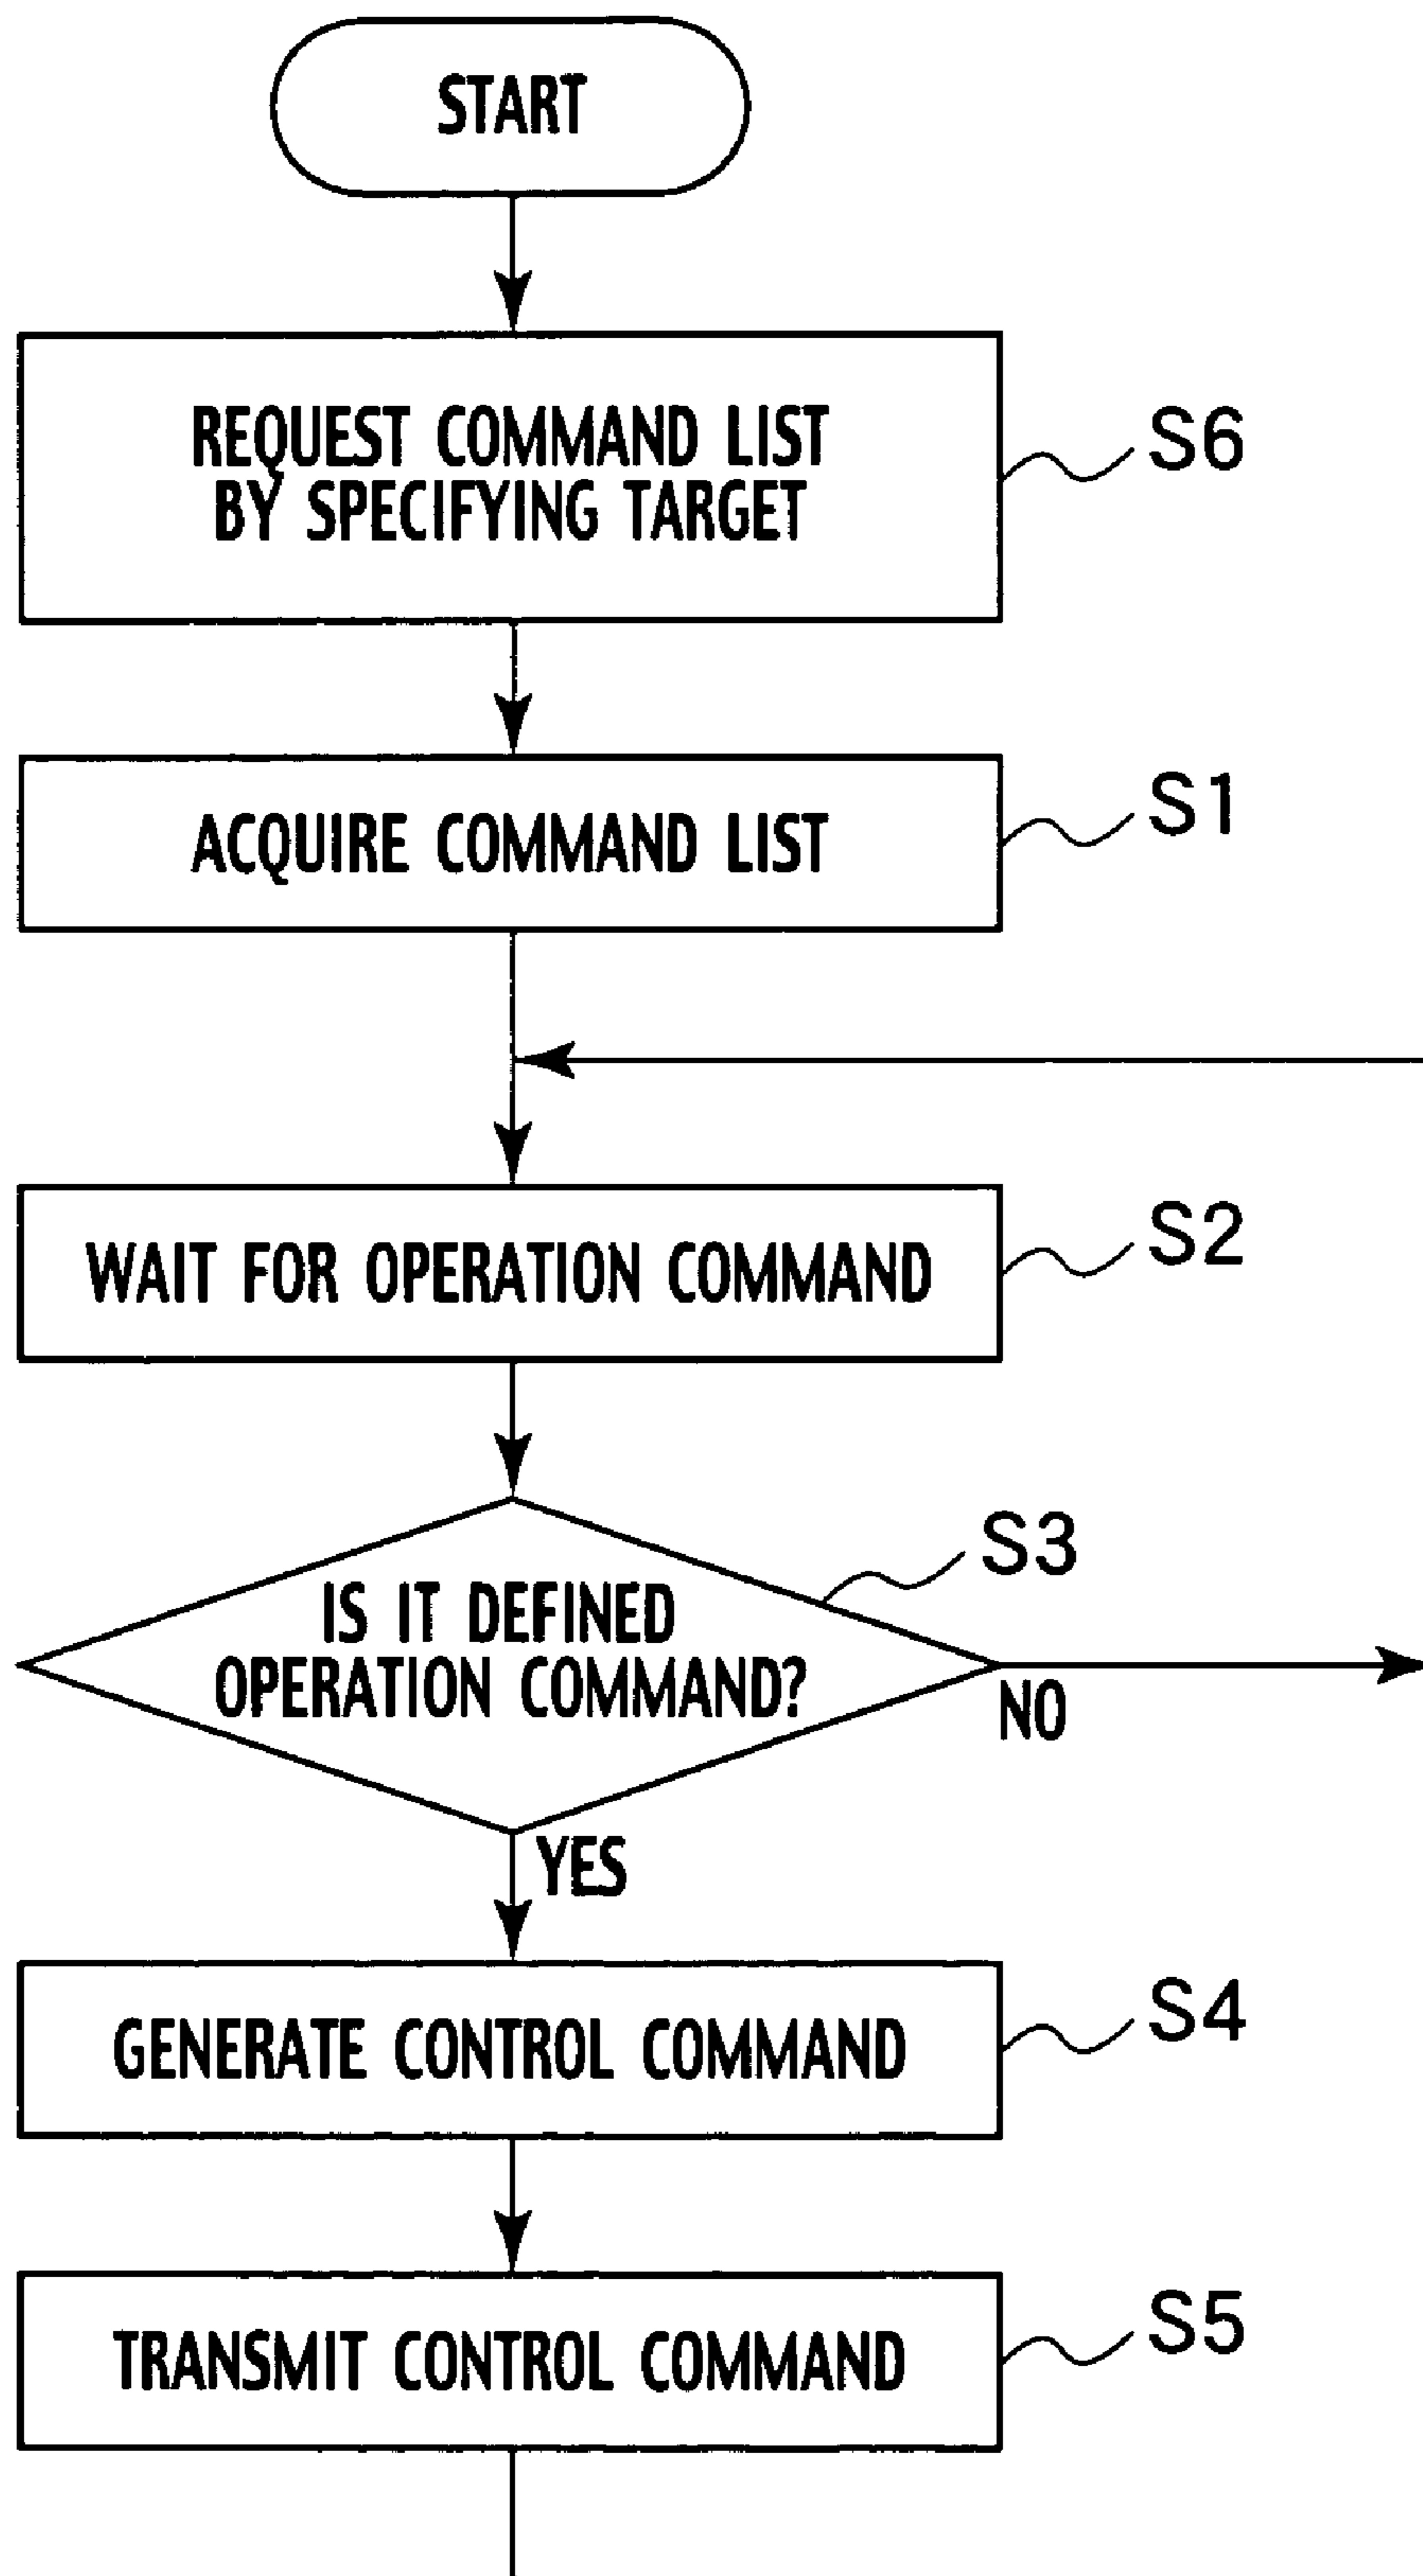 START
REQUEST COMMAND LIST
BY SPECIFYING TARGET
S6
ACQUIRE COMMAND LIST
S1
WAIT FOR OPERATION COMMAND
S2
IS IT DEFINED
OPERATION COMMAND?
S3
NO
YES
GENERATE CONTROL COMMAND
S4
TRANSMIT CONTROL COMMAND
S5